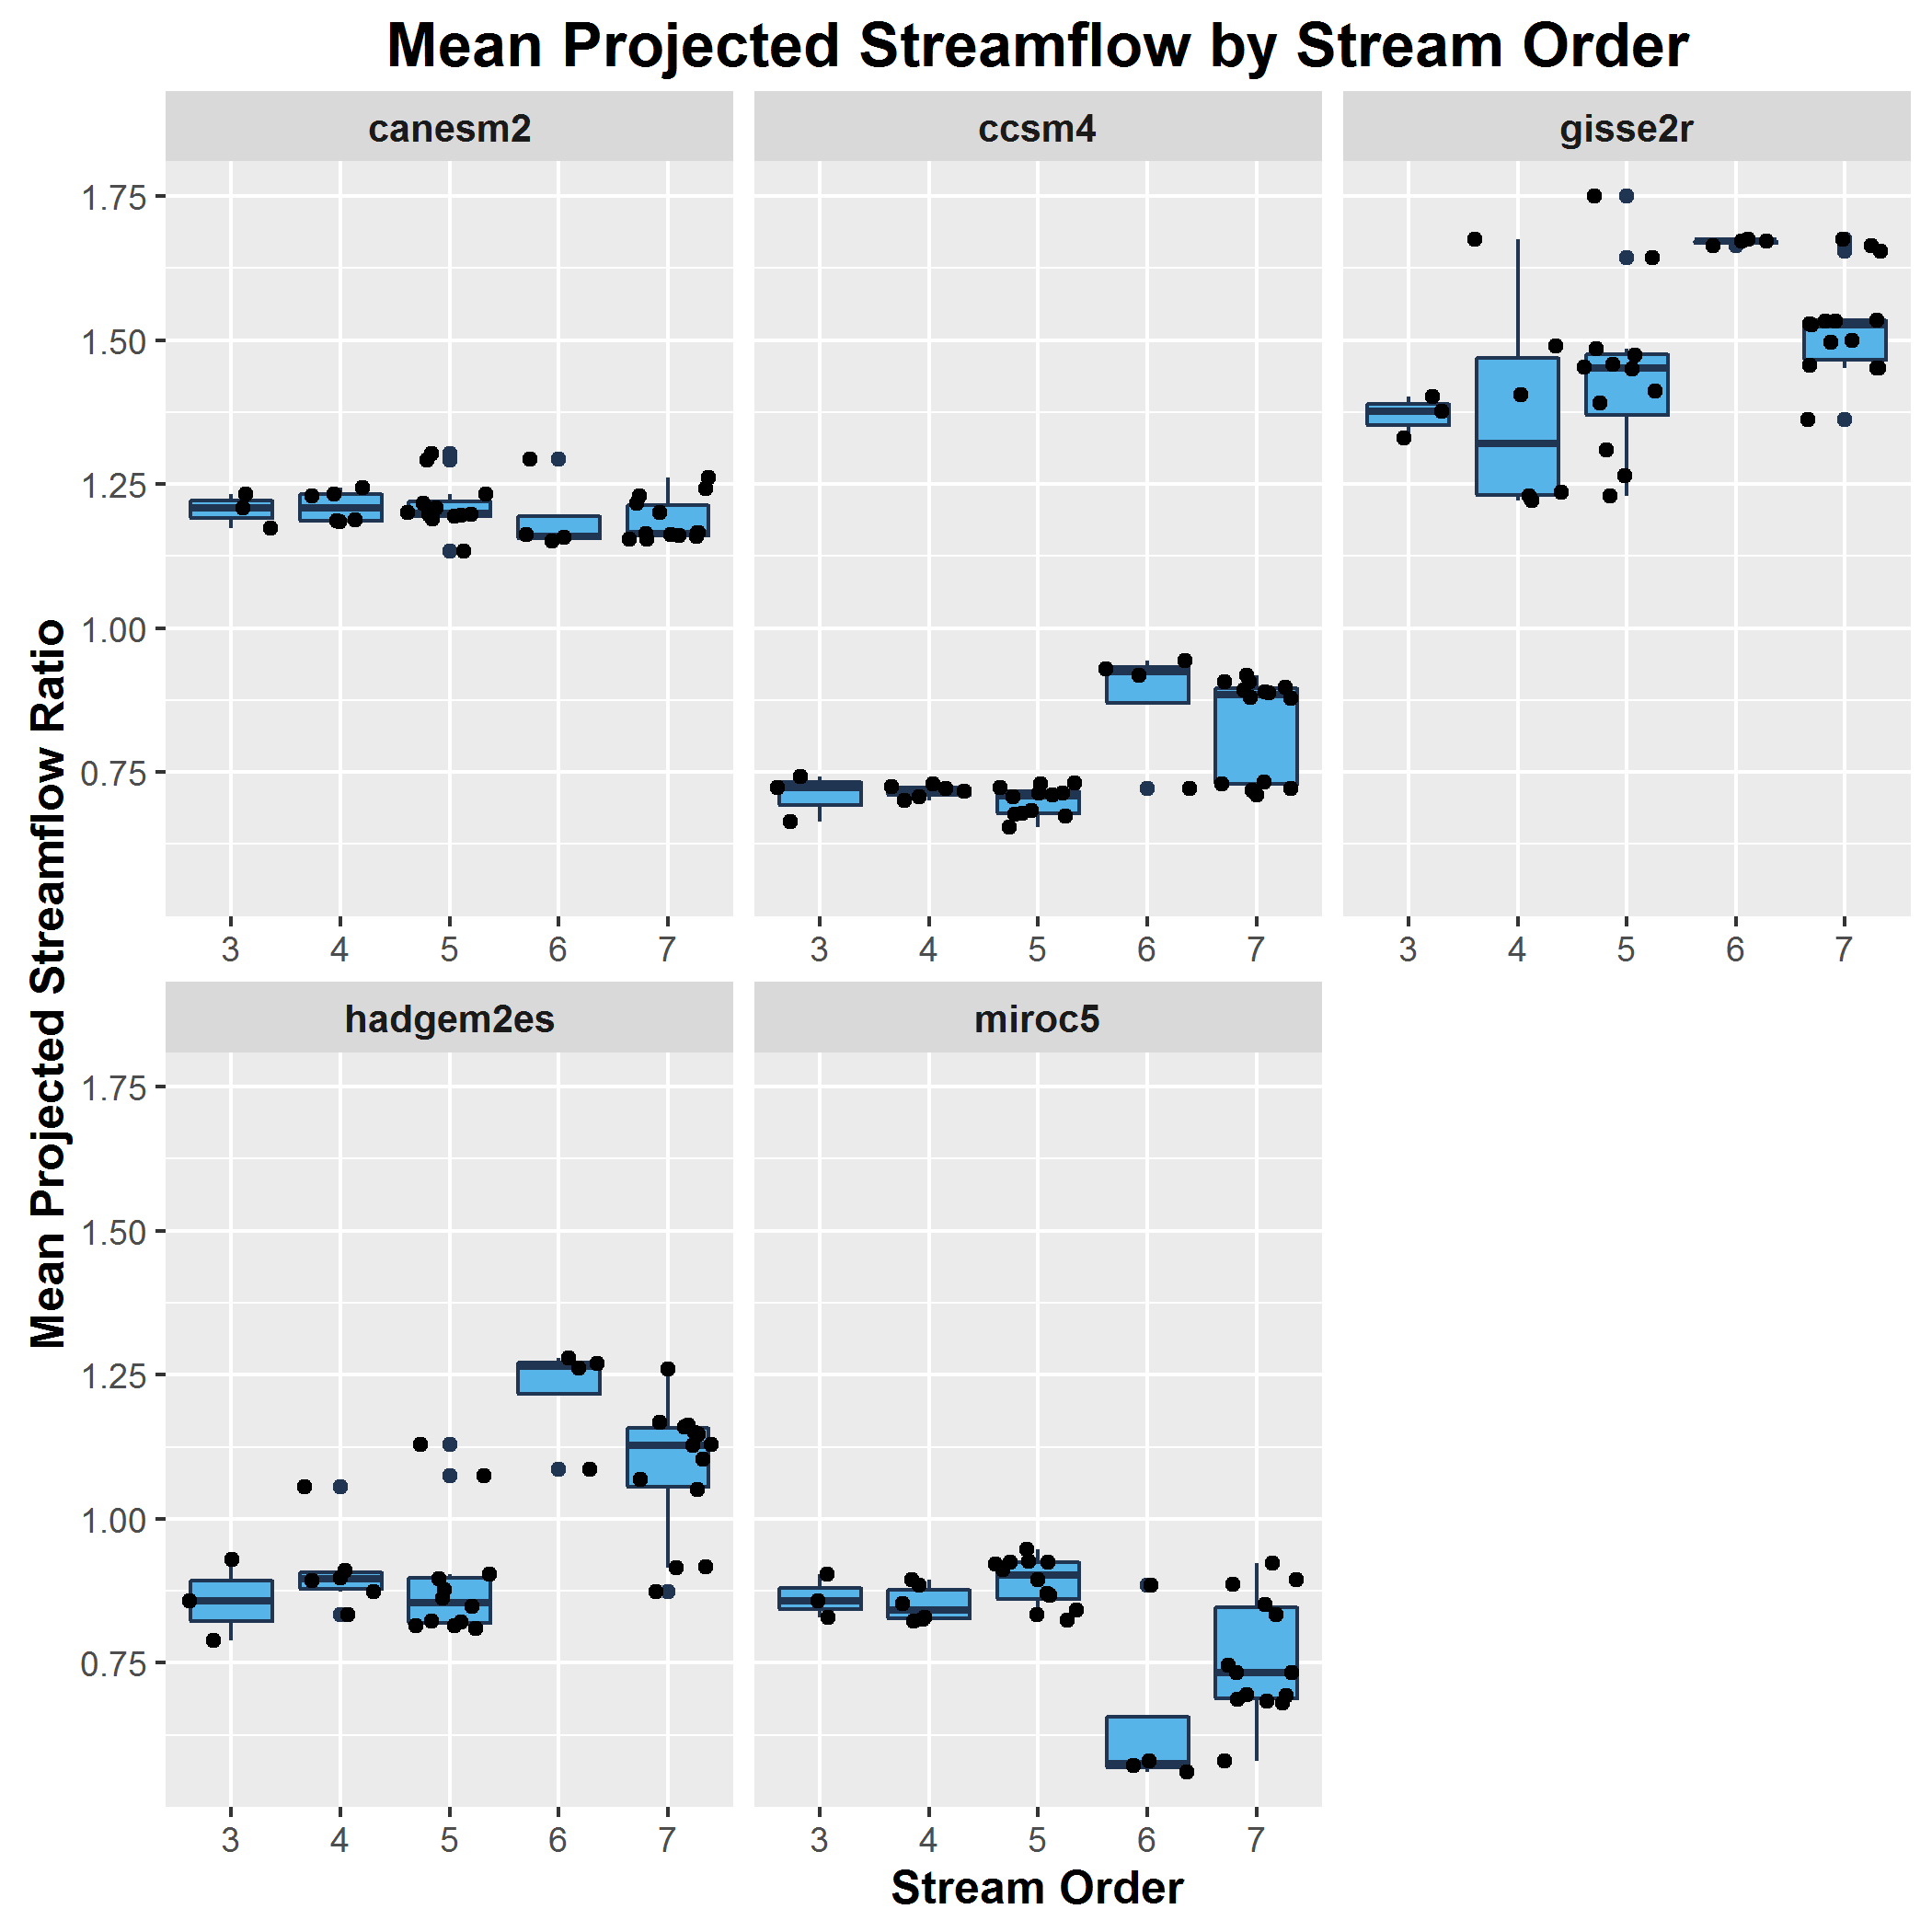 Mean Projected Streamflow by Stream Order
canesm2
ccsm4
gisse2r
1.75
1.50
1.25
1.00
0.75
3 4 5 6 7
3 4 5 6 7
3 4 5 6 7
Mean Projected Streamflow Ratio
hadgem2es
miroc5
1.75
1.50
1.25
1.00
0.75
3 4 5 6 7
3 4 5 6 7
Stream Order